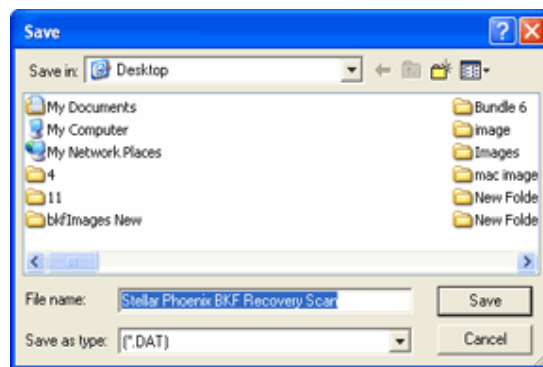 Save
Save in: Desktop
My Documents
My Computer
My Network Places
4
11
bkfImages New
Bundle 6
image
Images
mac image
New Folde
New Folde
File name: Stellar Phoenix BKF Recovery Scan
Save
Save as type: (*.DAT)
Cancel